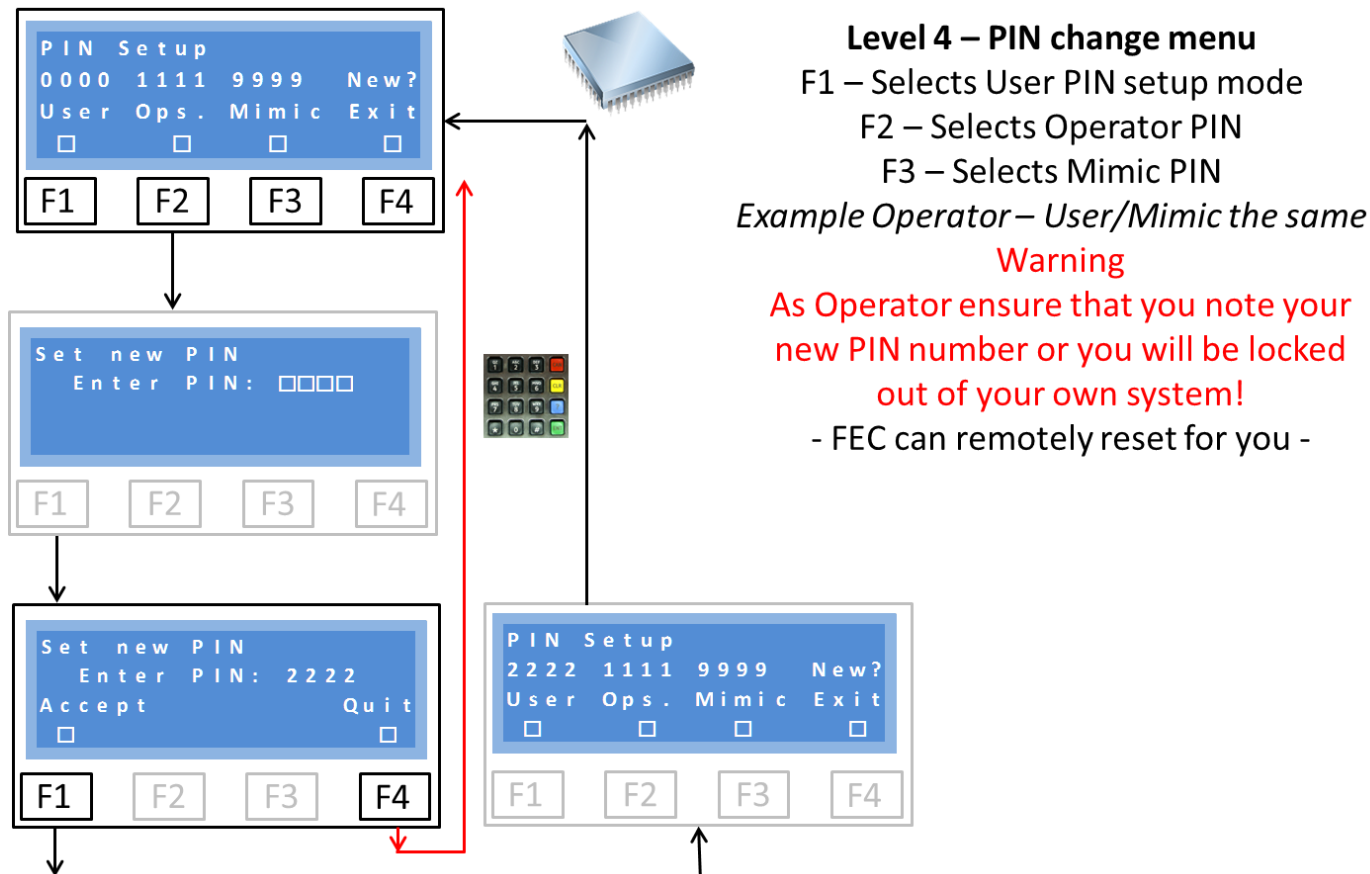 PIN Setup
0000 1111 9999 New?
User Ops. Mimic Exit
F1 F2 F3 F4
Set new PIN
Enter PIN:
F1 F2 F3 F4
Set new PIN
Enter PIN: 2222
Accept Quit
F1 F2 F3 F4
PIN Setup
2222 1111 9999 New?
User Ops. Mimic Exit
F1 F2 F3 F4
Level 4 – PIN change menu
F1 – Selects User PIN setup mode
F2 – Selects Operator PIN
F3 – Selects Mimic PIN
Example Operator – User/Mimic the same
Warning
As Operator ensure that you note your
new PIN number or you will be locked
out of your own system!
- FEC can remotely reset for you -